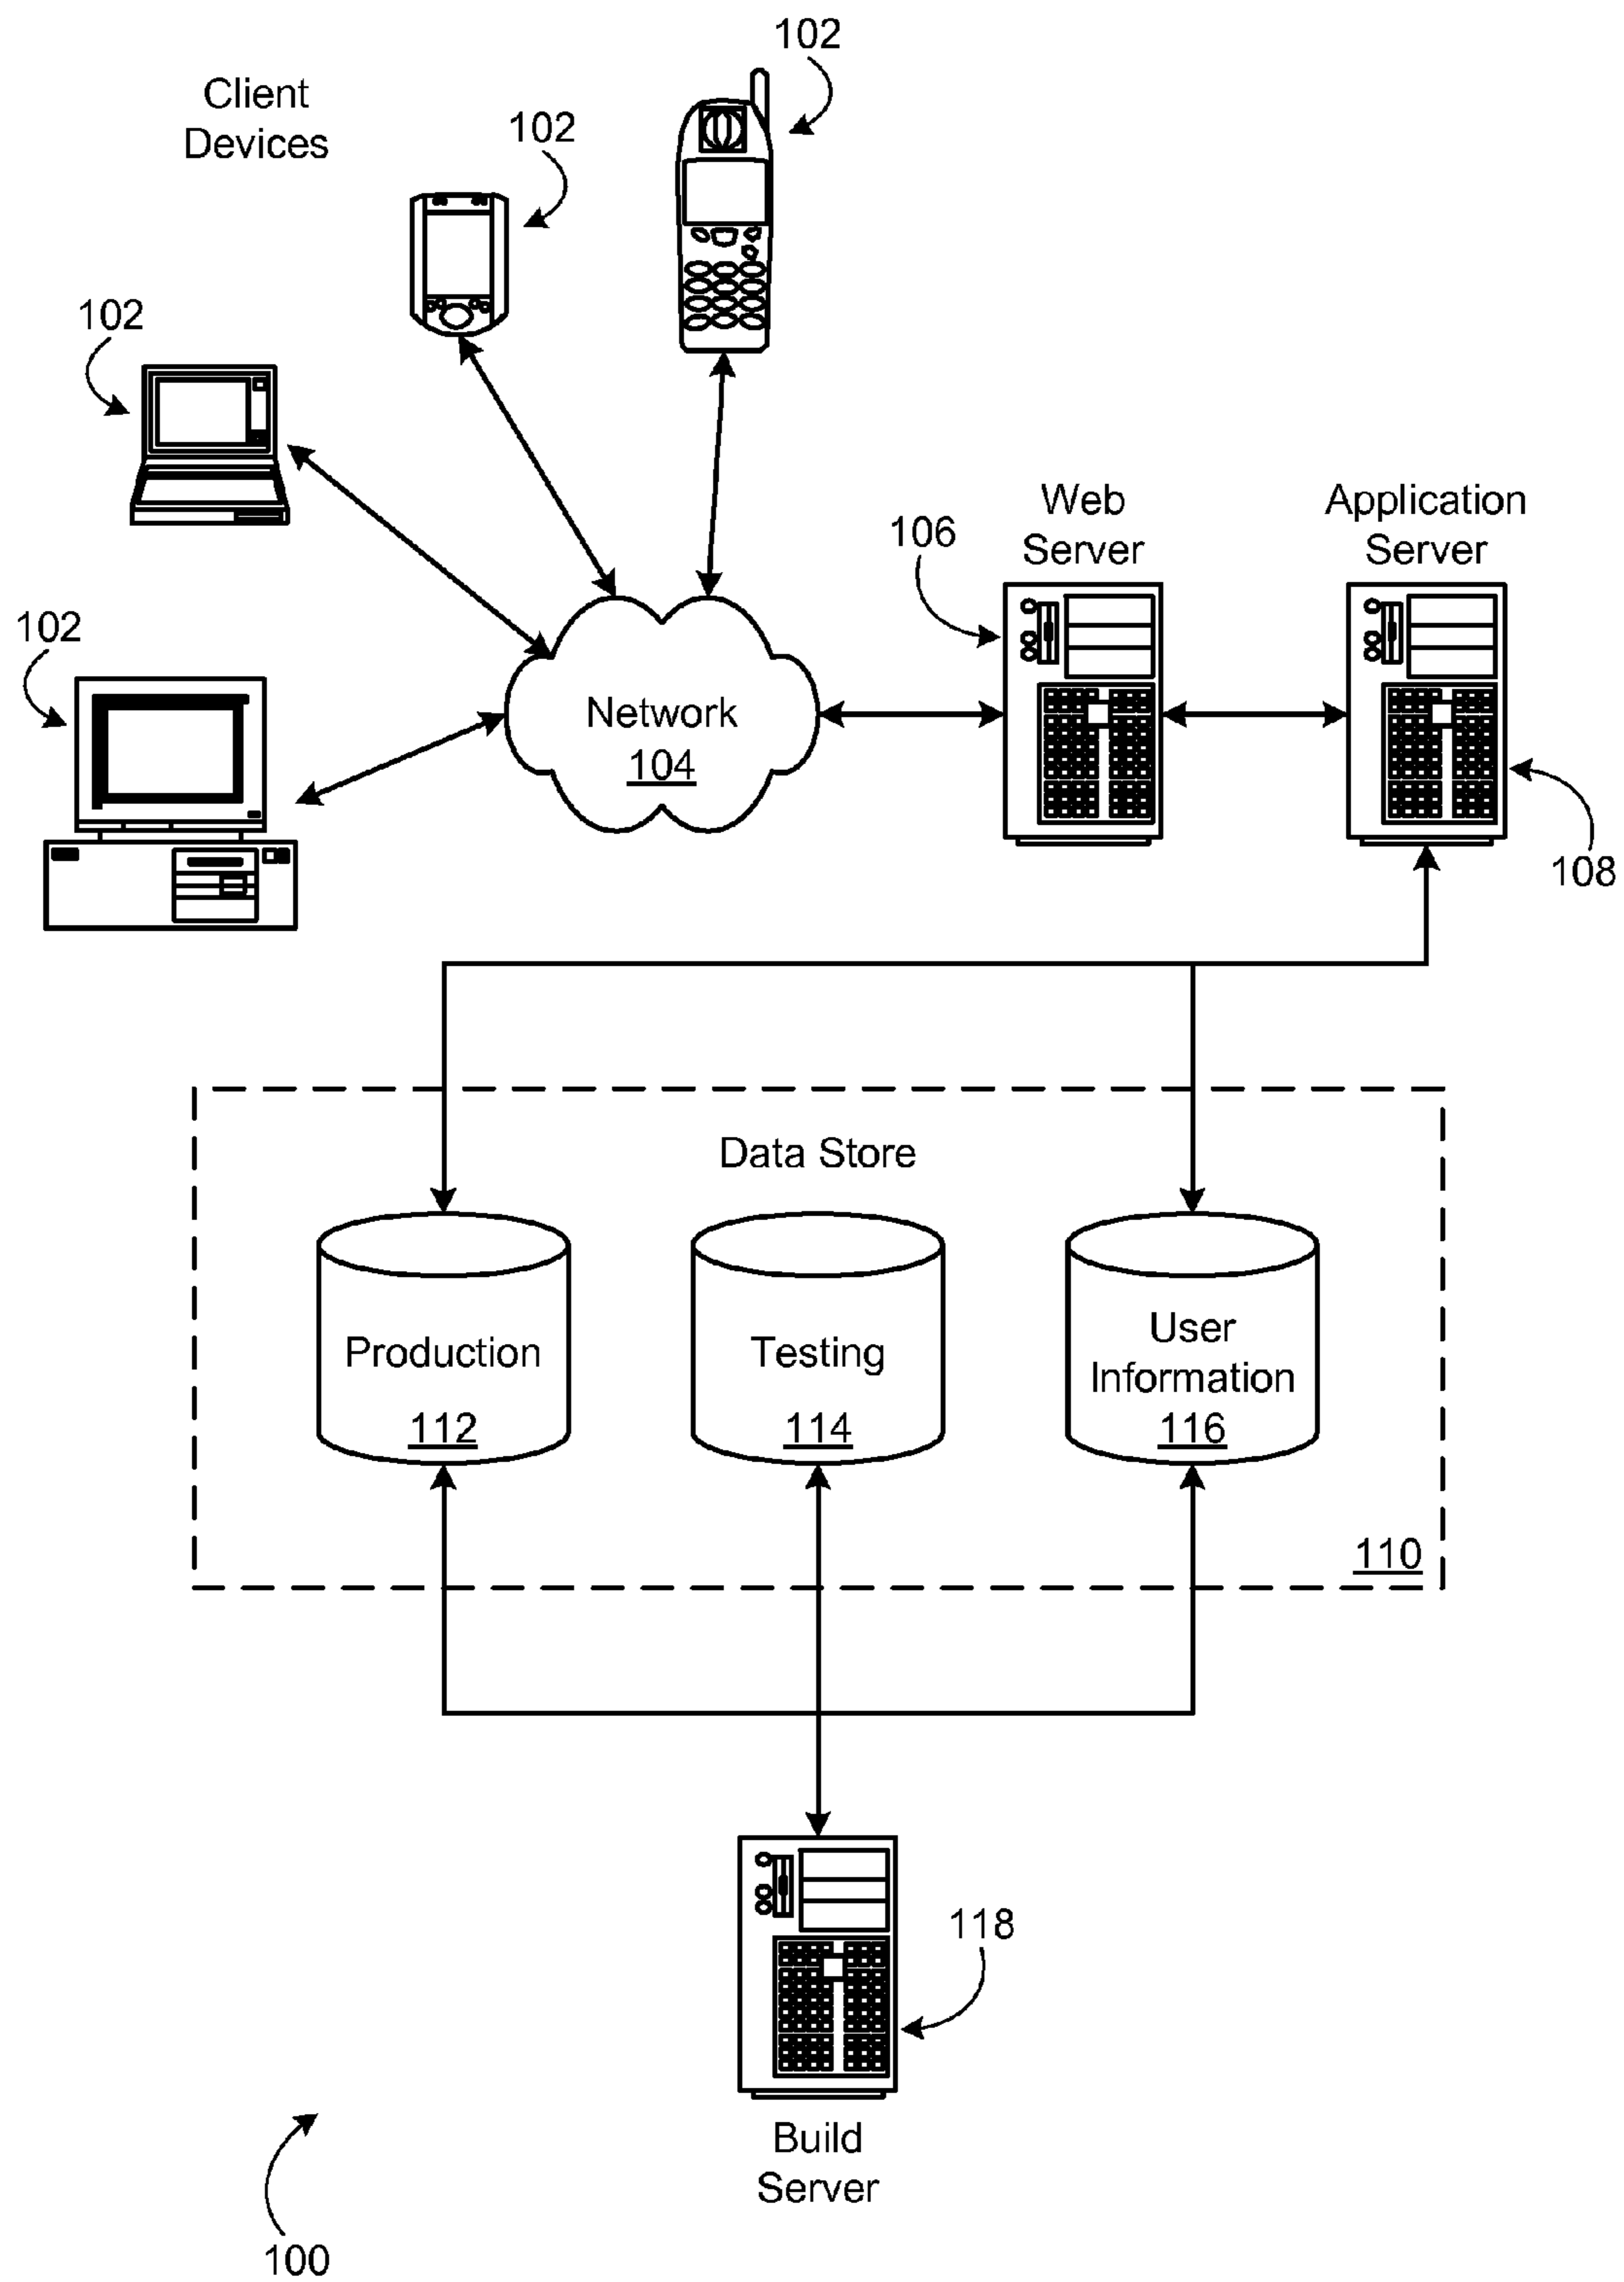 102
Client
Devices
102
102
102
Web
Server
Application
Server
106
Network
104
108
Data Store
Production
112
Testing
114
User
Information
116
110
118
Build
Server
100